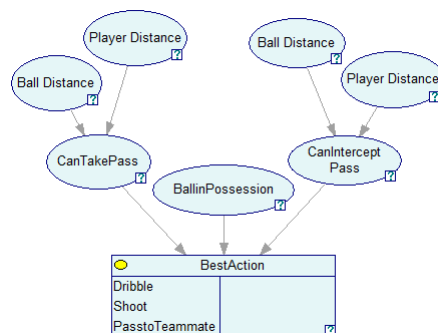 Player Distance
Ball Distance
Ball Distance
Player Distance
?
?
?
?
CanTakePass
?
BallinPossession
?
CanIntercept
Pass
?
BestAction
Dribble
Shoot
PasstoTeammate
?